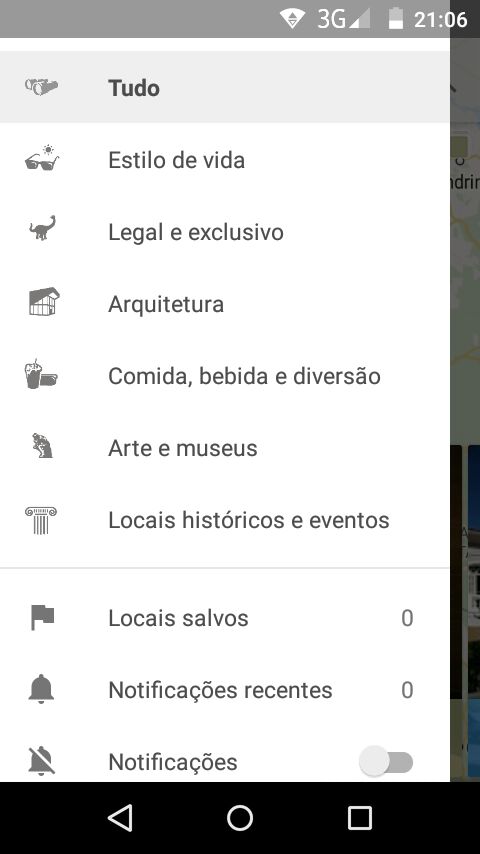 3G 21:06
Tudo
Estilo de vida
Legal e exclusivo
Arquitetura
Comida, bebida e diversão
Arte e museus
Locais históricos e eventos
Locais salvos 0
Notificações recentes 0
Notificações